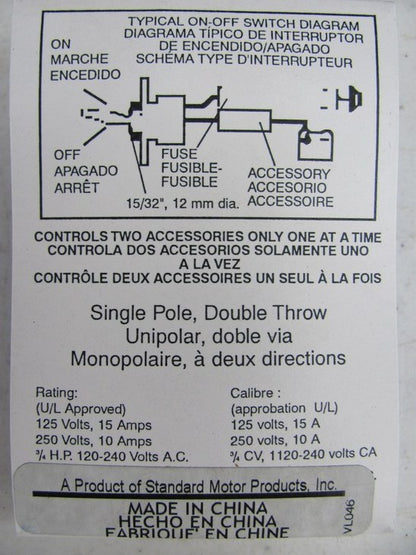 TYPICAL ON-OFF SWITCH DIAGRAM
DIAGRAMA TÍPICO DE INTERRUPTOR
DE ENCENDIDO/APAGADO
SCHÉMA TYPE D'INTERRUPTEUR
ON
MARCHE
ENCEDIDO
OFF
APAGADO
ARRÊT
FUSE
FUSIBLE-
FUSIBLE
ACCESSORY
ACCESORIO
ACCESSOIRE
15/32", 12 mm dia.
CONTROLS TWO ACCESSORIES ONLY ONE AT A TIME
CONTROLA DOS ACCESORIOS SOLAMENTE UNO
A LA VEZ
CONTRÔLE DEUX ACCESSOIRES UN SEUL À LA FOIS
Single Pole, Double Throw
Unipolar, doble via
Monopolaire, à deux directions
Rating:
(U/L Approved)
125 Volts, 15 Amps
250 Volts, 10 Amps
¾ H.P. 120-240 Volts A.C.
Calibre :
(approbation U/L)
125 volts, 15 A
250 volts, 10 A
¾ CV, 1120-240 volts CA
A Product of Standard Motor Products, Inc.
MADE IN CHINA
HECHO EN CHINA
FABRIQUE EN CHINE
VL046